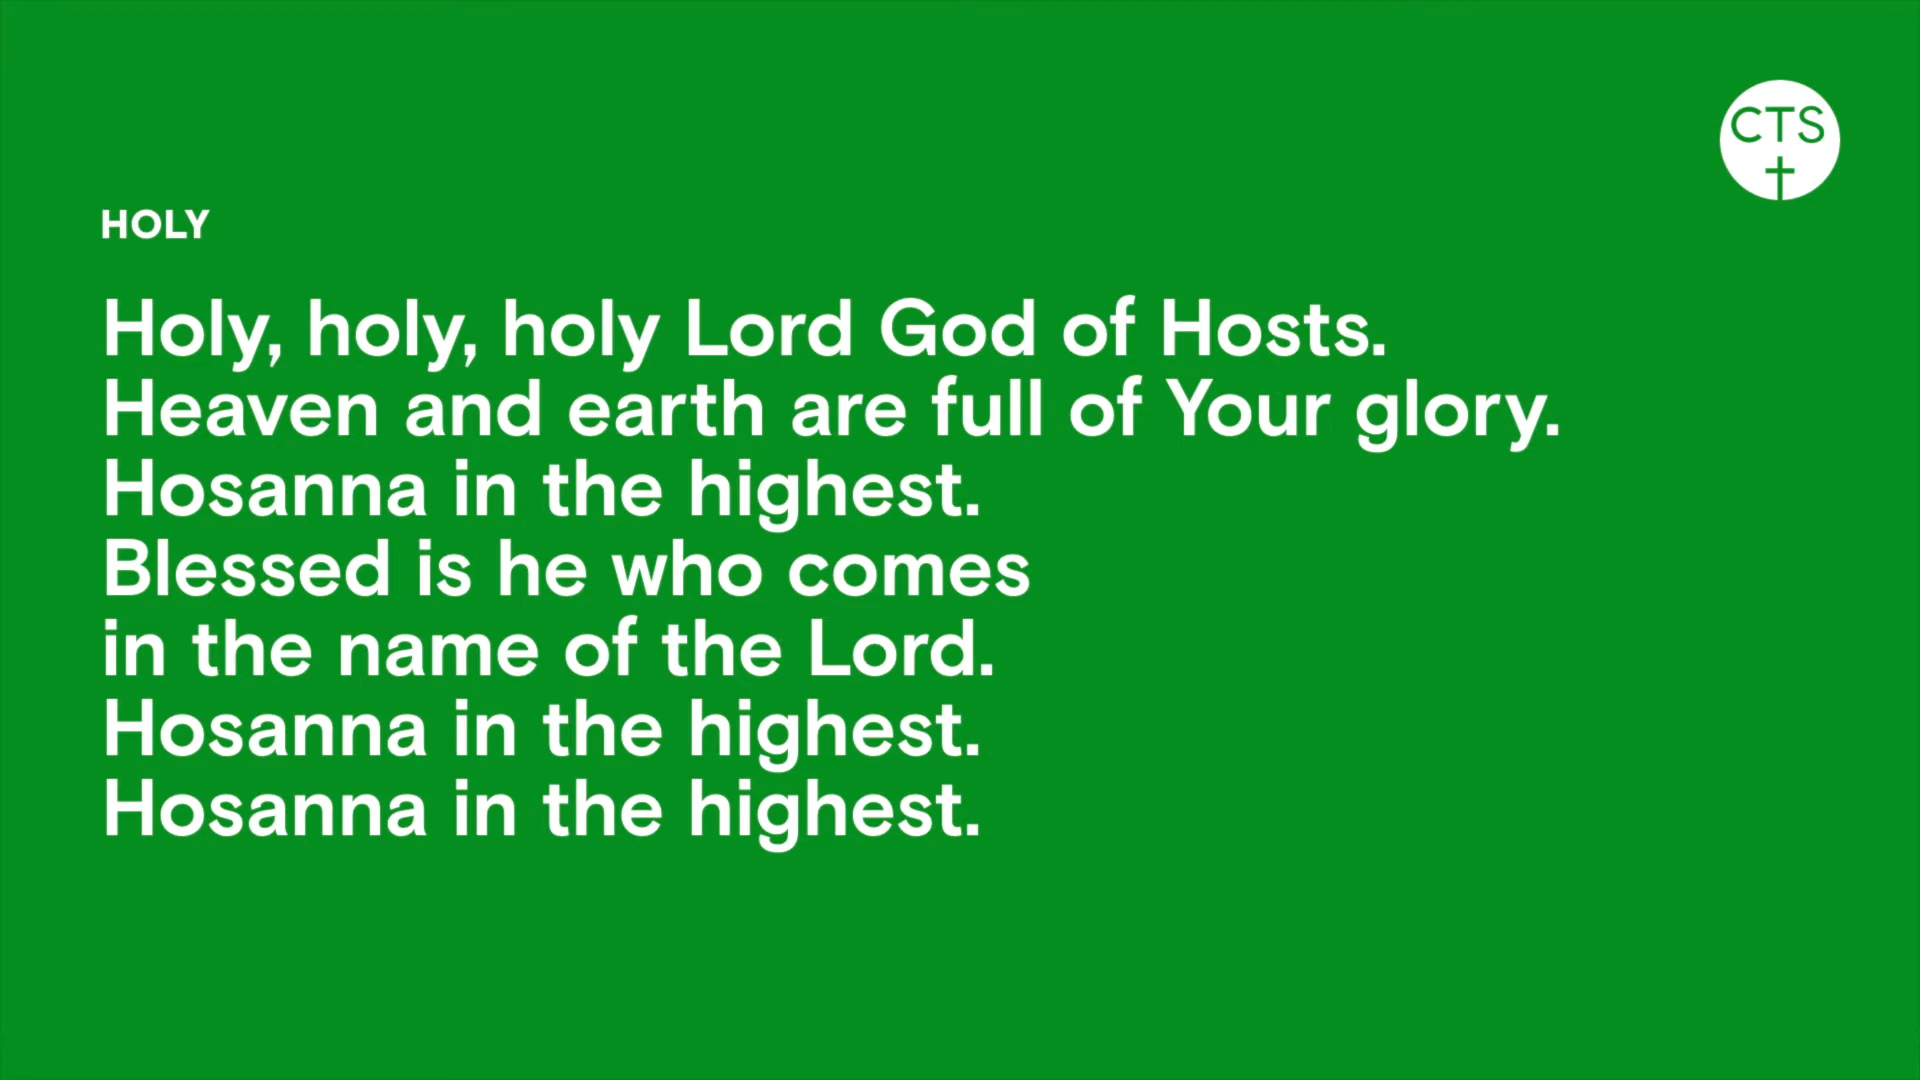 CTS
HOLY
Holy, holy, holy Lord God of Hosts.
Heaven and earth are full of Your glory.
Hosanna in the highest.
Blessed is he who comes
in the name of the Lord.
Hosanna in the highest.
Hosanna in the highest.